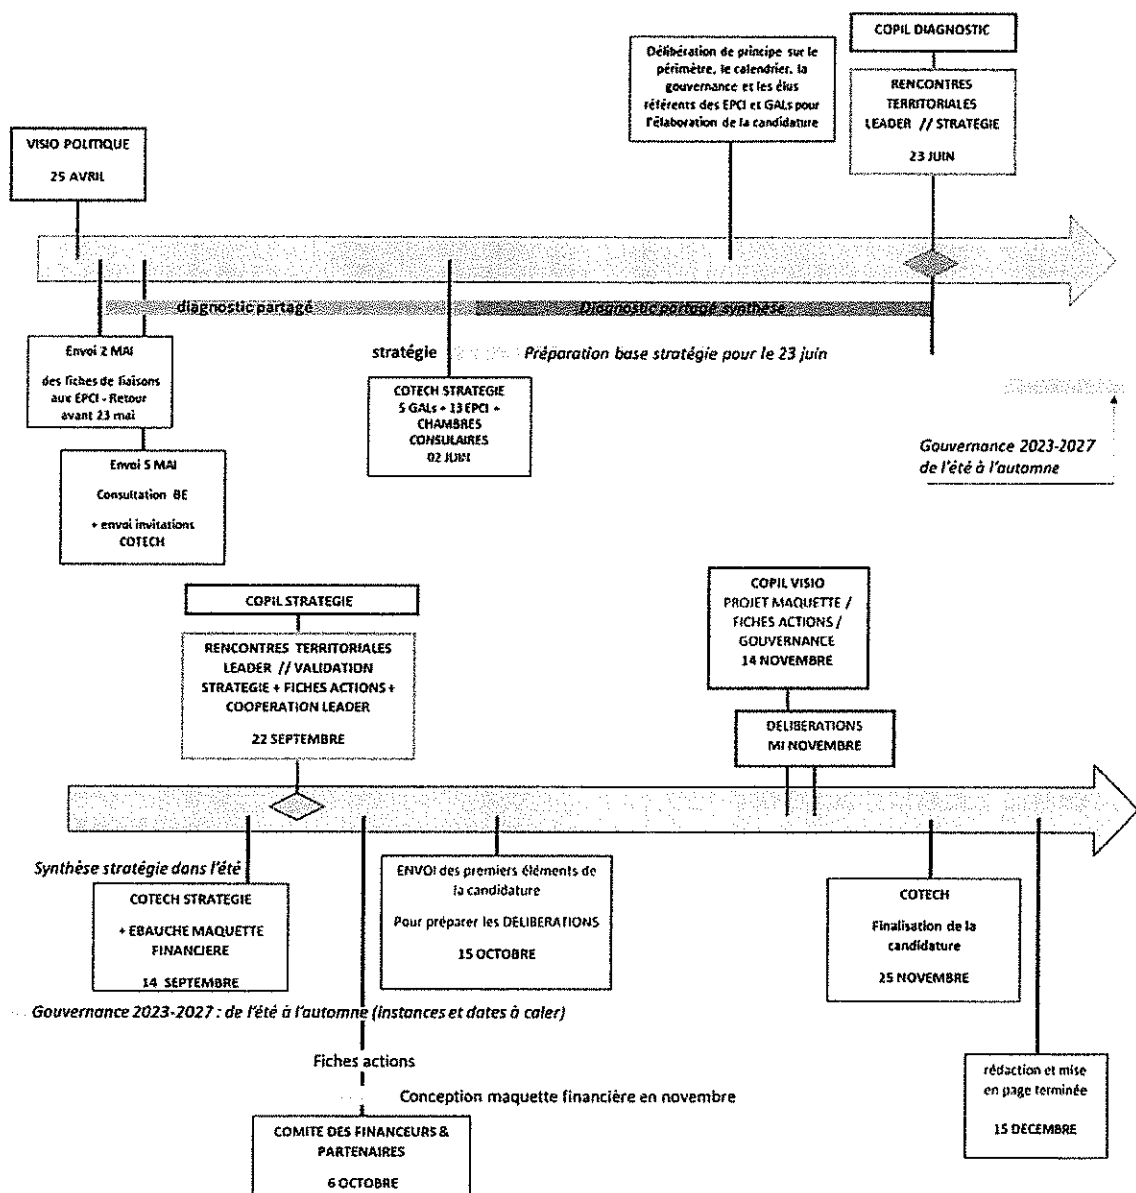 COPIL DIAGNOSTIC
Délibération de principe sur le
périmètre, le calendrier, la
gouvernance et les élus
référents des EPCI et GALs pour
l'élaboration de la candidature
RENCONTRES
TERRITORIALES
LEADER // STRATEGIE
23 JUIN
VISIO POLITIQUE
25 AVRIL
diagnostic partagé
Diagnostic partagé synthèse
Envoi 2 MAI
des fiches de liaisons
aux EPCI - Retour
avant 23 mai
stratégie
Préparation base stratégie pour le 23 juin
COTECH STRATEGIE
5 GALs + 13 EPCI +
CHAMBRES
CONSULAIRES
02 JUIN
Gouvernance 2023-2027
de l'été à l'automne
Envoi 5 MAI
Consultation BE
+ envoi invitations
COTECH
COPIL STRATEGIE
RENCONTRES TERRITORIALES
LEADER // VALIDATION
STRATEGIE + FICHES ACTIONS +
COOPERATION LEADER
22 SEPTEMBRE
COPIL VISIO
PROJET MAQUETTE /
FICHES ACTIONS /
GOUVERNANCE
14 NOVEMBRE
DELIBERATIONS
MI NOVEMBRE
Synthèse stratégie dans l'été
COTECH STRATEGIE
+ EBAUCHE MAQUETTE
FINANCIERE
14 SEPTEMBRE
ENVOI des premiers éléments de
la candidature
Pour préparer les DELIBERATIONS
15 OCTOBRE
COTECH
Finalisation de la
candidature
25 NOVEMBRE
Gouvernance 2023-2027 : de l'été à l'automne (instances et dates à caler)
Fiches actions
Conception maquette financière en novembre
COMITE DES FINANCEURS &
PARTENAIRES
6 OCTOBRE
rédaction et mise
en page terminée
15 DECEMBRE